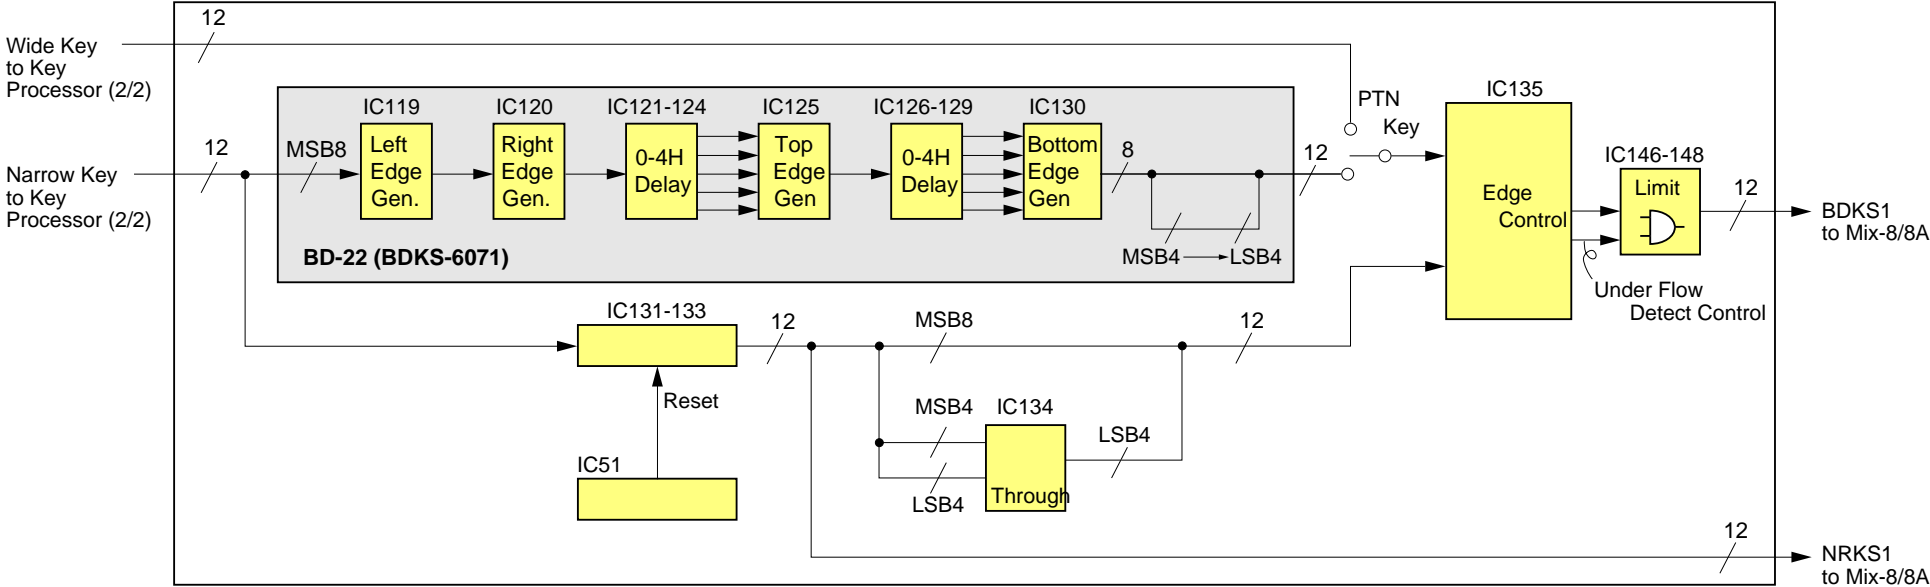 12
Wide Key
to Key
Processor (2/2)
IC119
IC120
IC121-124
IC125
IC126-129
IC130
PTN
Key
IC135
12
MSB8
Left
Edge
Gen.
Right
Edge
Gen.
0-4H
Delay
Top
Edge
Gen
0-4H
Delay
Bottom
Edge
Gen
8
12
Narrow Key
to Key
Processor (2/2)
Edge
Control
IC146-148
Limit
12
BDKS1
to Mix-8/8A
BD-22 (BDKS-6071)
MSB4
LSB4
Under Flow
Detect Control
IC131-133
12
MSB8
12
Reset
MSB4
IC134
LSB4
IC51
LSB4
Through
12
NRKS1
to Mix-8/8A